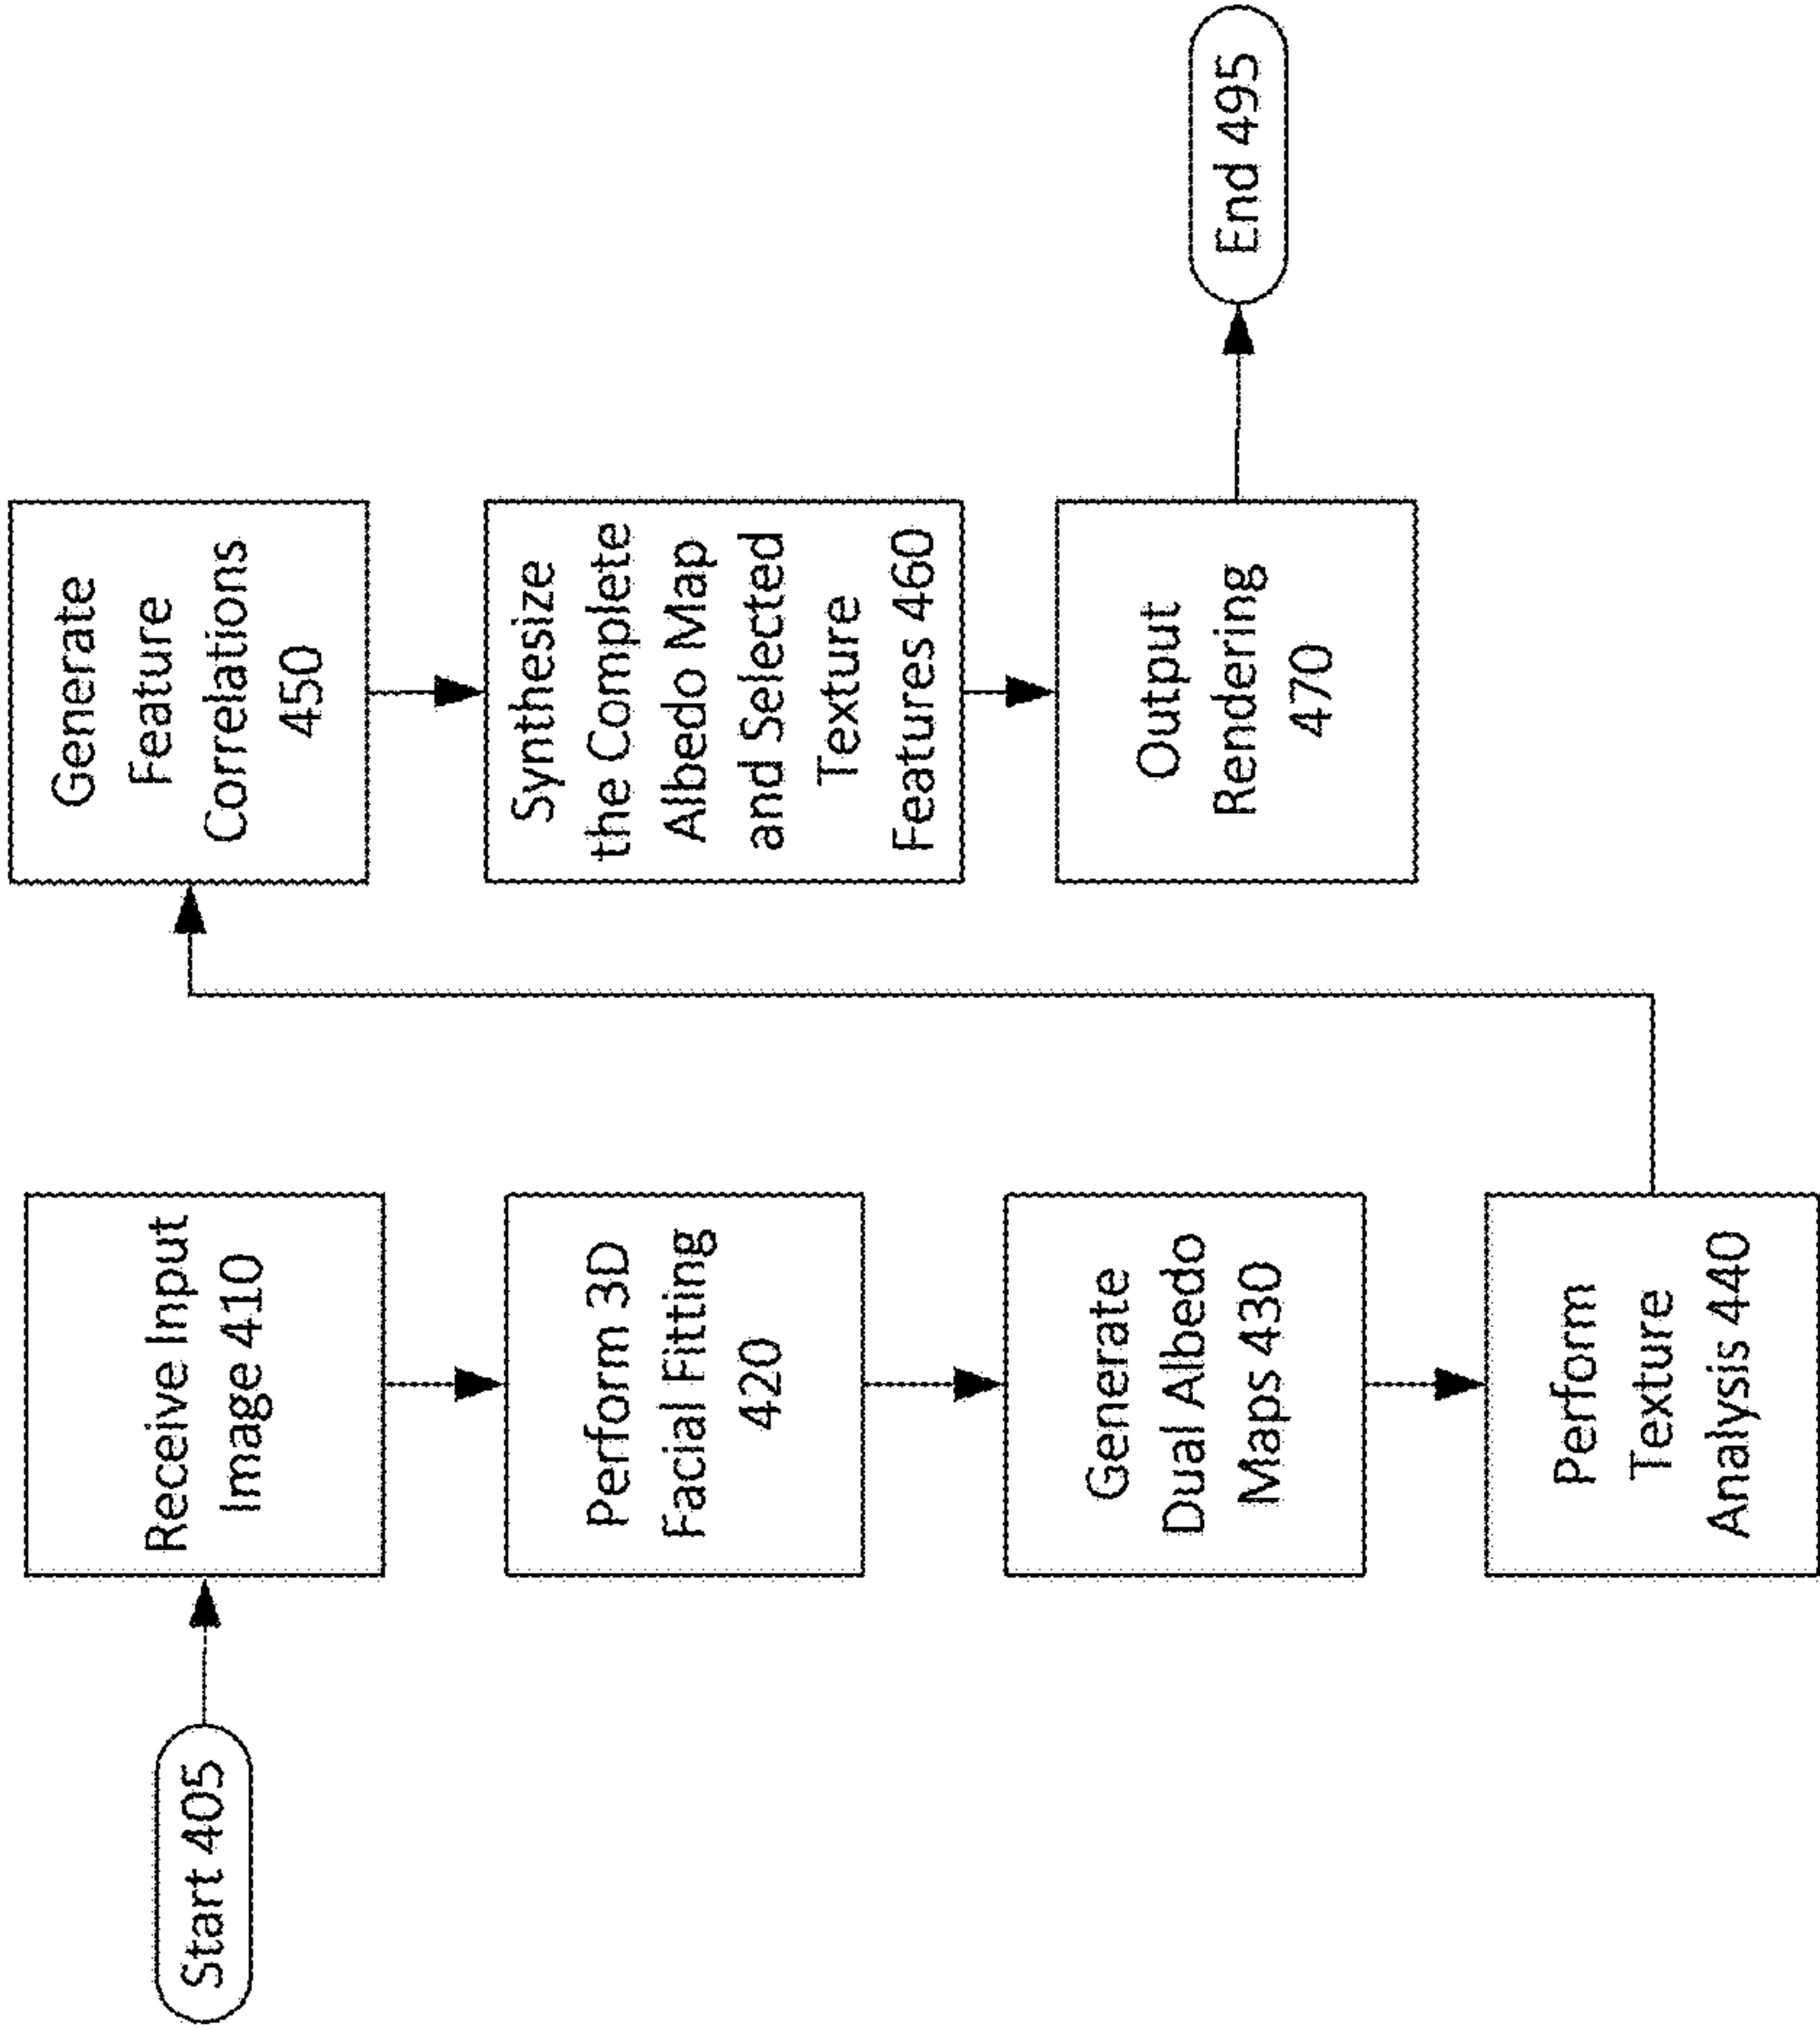 Start 405
Receive Input
Image 410
Perform 3D
Facial Fitting
420
Generate
Dual Albedo
Maps 430
Perform
Texture
Analysis 440
Generate
Feature
Correlations
450
Synthesize
the Complete
Albedo Map
and Selected
Texture
Features 460
Output
Rendering
470
End 495